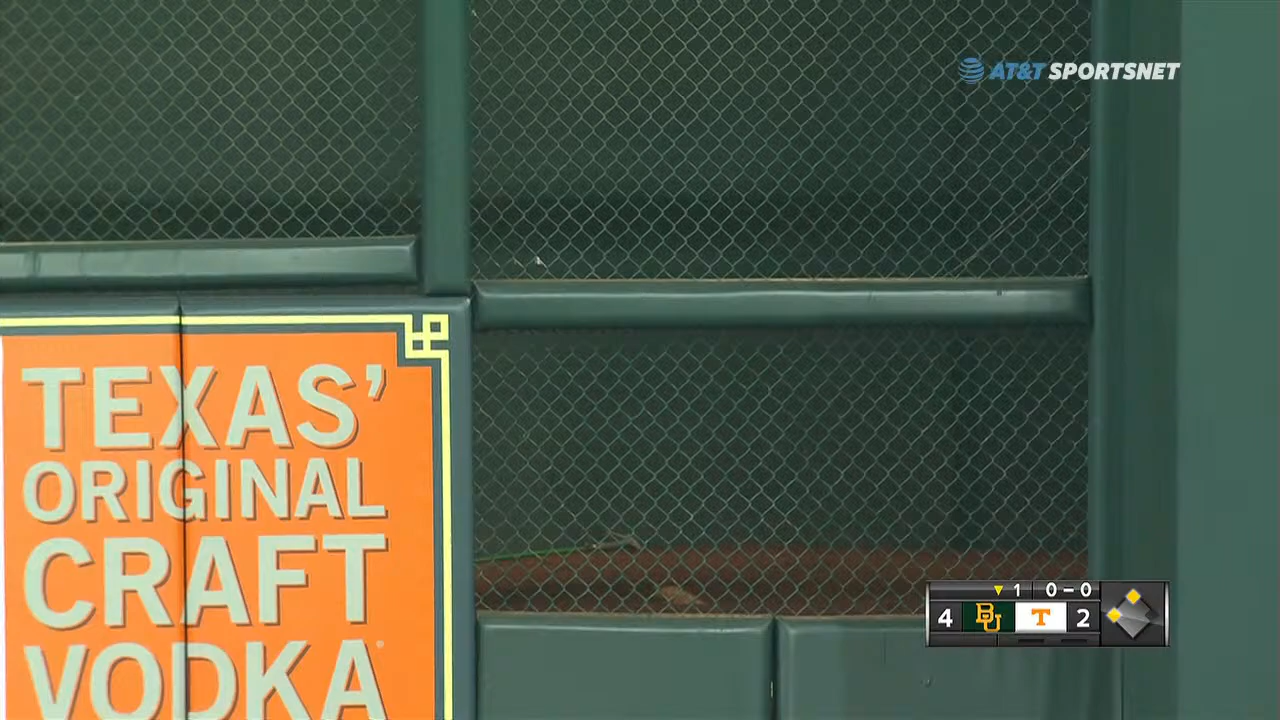 AT&T SPORTSNET
TEXAS'
ORIGINAL
CRAFT
VODKA
▼ 1 0-0
4 BU T 2